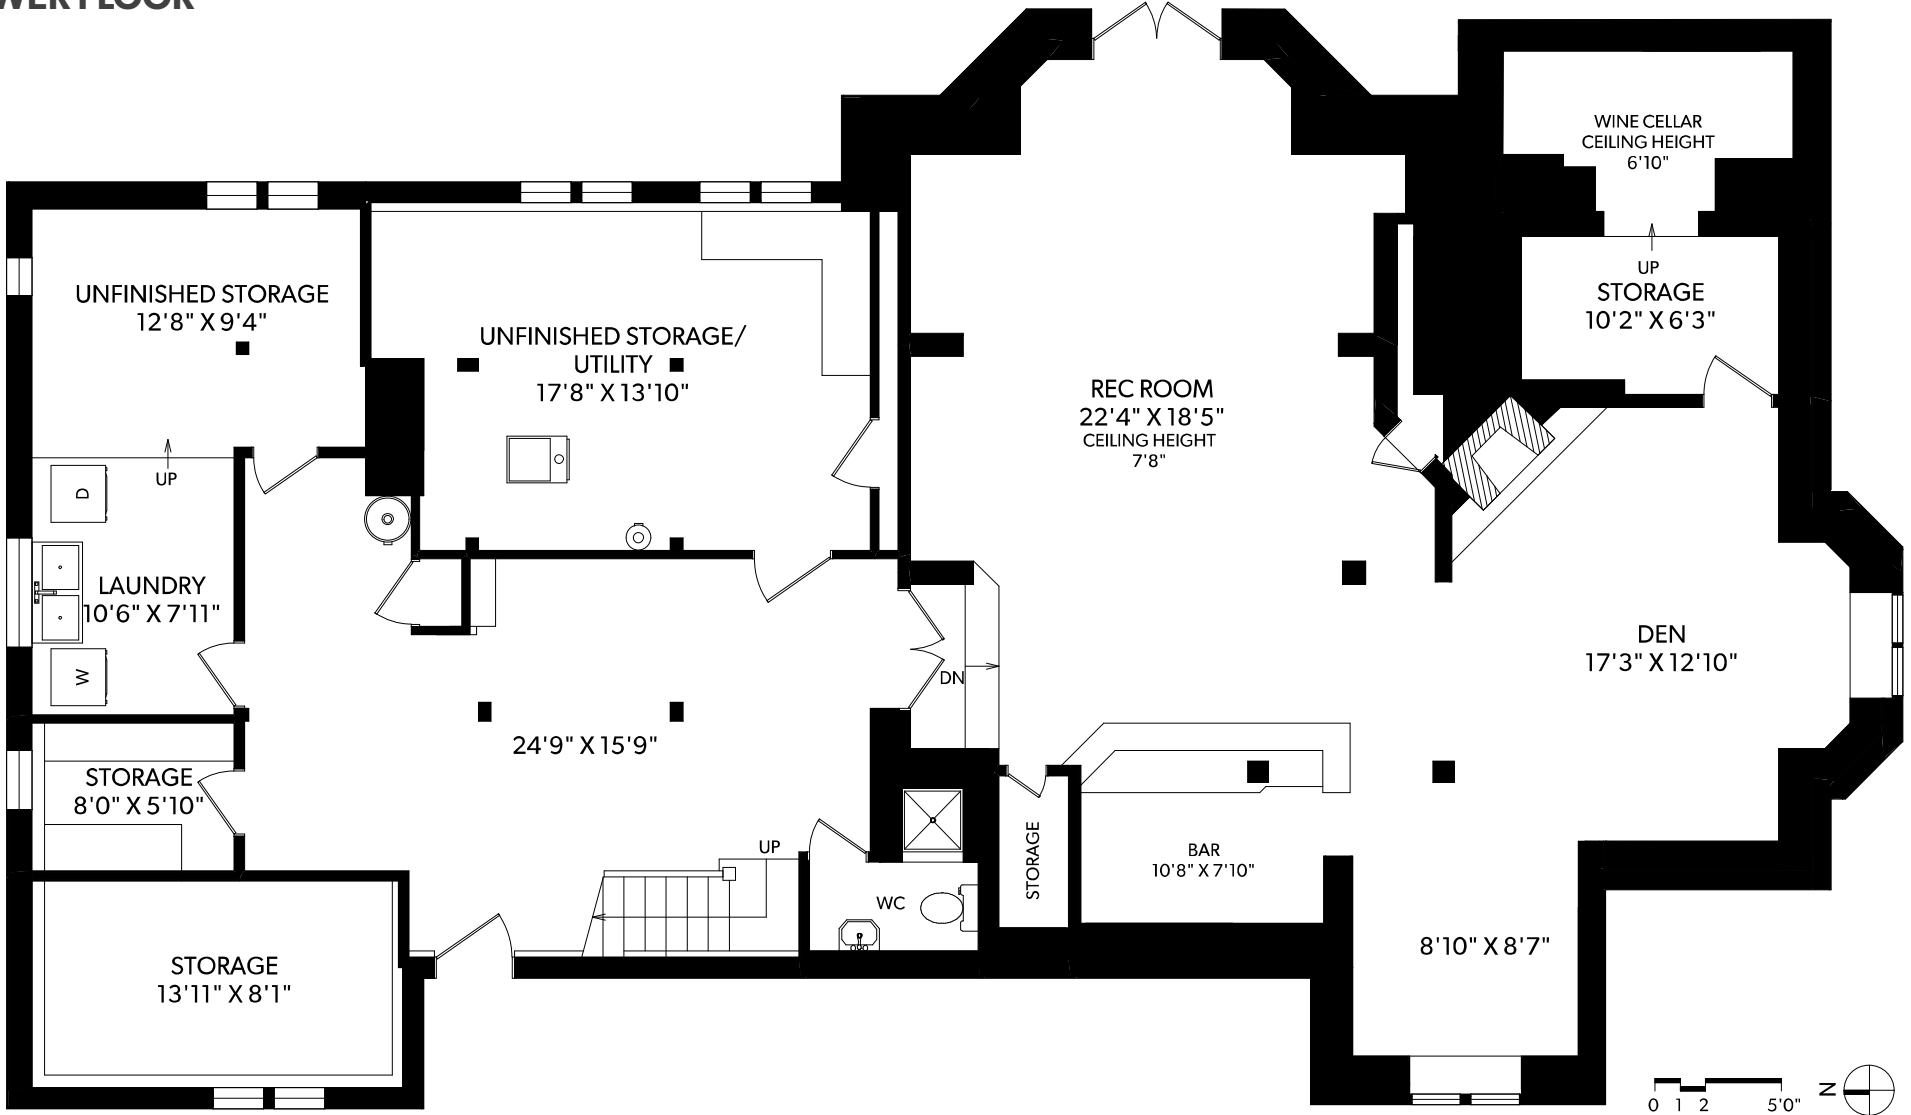 LOWER FLOOR
WINE CELLAR
CEILING HEIGHT
6'10"
UP
STORAGE
10'2" X 6'3"
UNFINISHED STORAGE
12'8" X 9'4"
UNFINISHED STORAGE/
UTILITY
17'8" X 13'10"
REC ROOM
22'4" X 18'5"
CEILING HEIGHT
7'8"
UP
D
LAUNDRY
10'6" X 7'11"
W
DEN
17'3" X 12'10"
DN
24'9" X 15'9"
STORAGE
8'0" X 5'10"
UP
STORAGE
BAR
10'8" X 7'10"
WC
8'10" X 8'7"
STORAGE
13'11" X 8'1"
N
0 1 2 5'0"